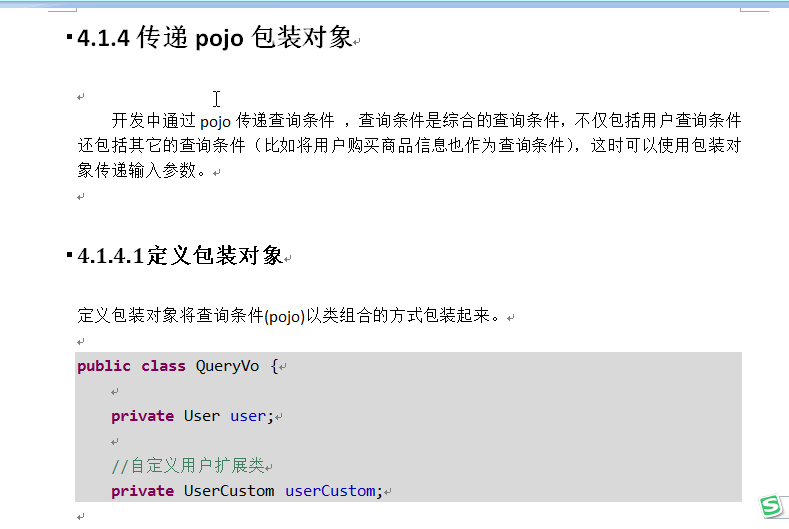 4.1.4 传递 pojo 包装对象
开发中通过 pojo 传递查询条件 ，查询条件是综合的查询条件，不仅包括用户查询条件
还包括其它的查询条件（比如将用户购买商品信息也作为查询条件），这时可以使用包装对
象传递输入参数。
4.1.4.1定义包装对象
定义包装对象将查询条件(pojo)以类组合的方式包装起来。
public class QueryVo {
private User user;
//自定义用户扩展类
private UserCustom userCustom;